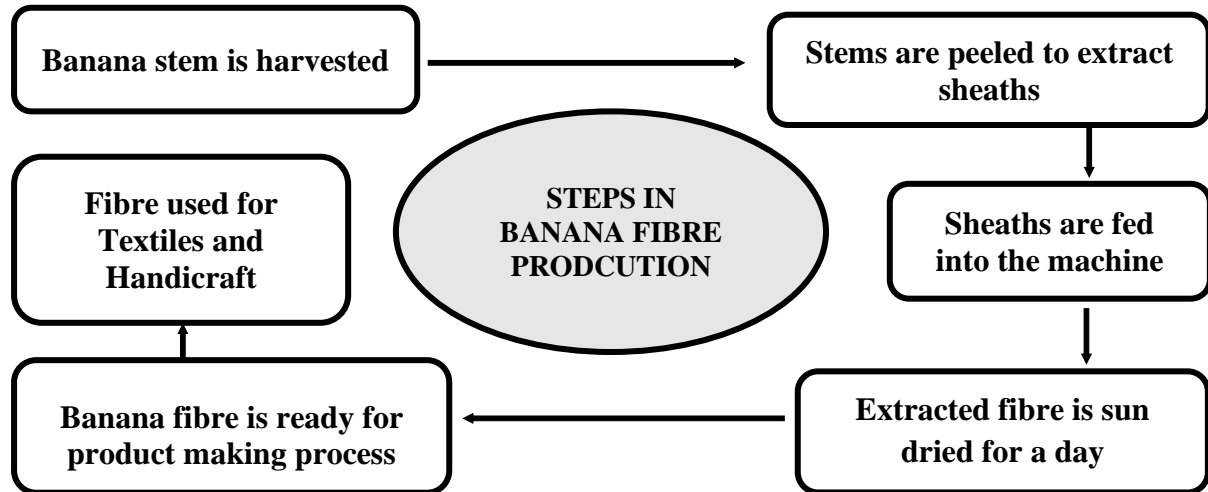 Banana stem is harvested
Stems are peeled to extract
sheaths
Sheaths are fed
into the machine
Extracted fibre is sun
dried for a day
Banana fibre is ready for
product making process
Fibre used for
Textiles and
Handicraft
STEPS IN
BANANA FIBRE
PRODCUTION